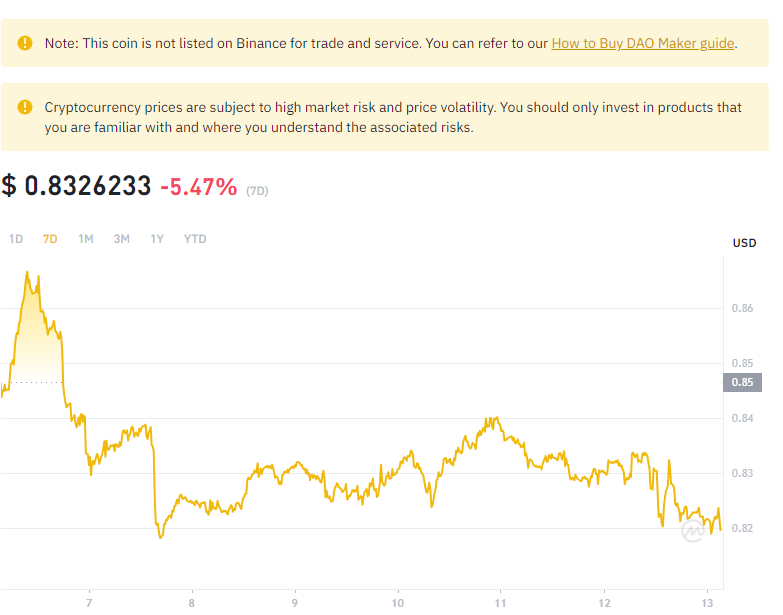 Note: This coin is not listed on Binance for trade and service. You can refer to our How to Buy DAO Maker guide.
Cryptocurrency prices are subject to high market risk and price volatility. You should only invest in products that
you are familiar with and where you understand the associated risks.
$ 0.8326233 -5.47% (7D)
1D 7D 1M 3M 1Y YTD
USD
0.86
0.85
0.85
0.84
0.83
0.82
7 8 9 10 11 12 13